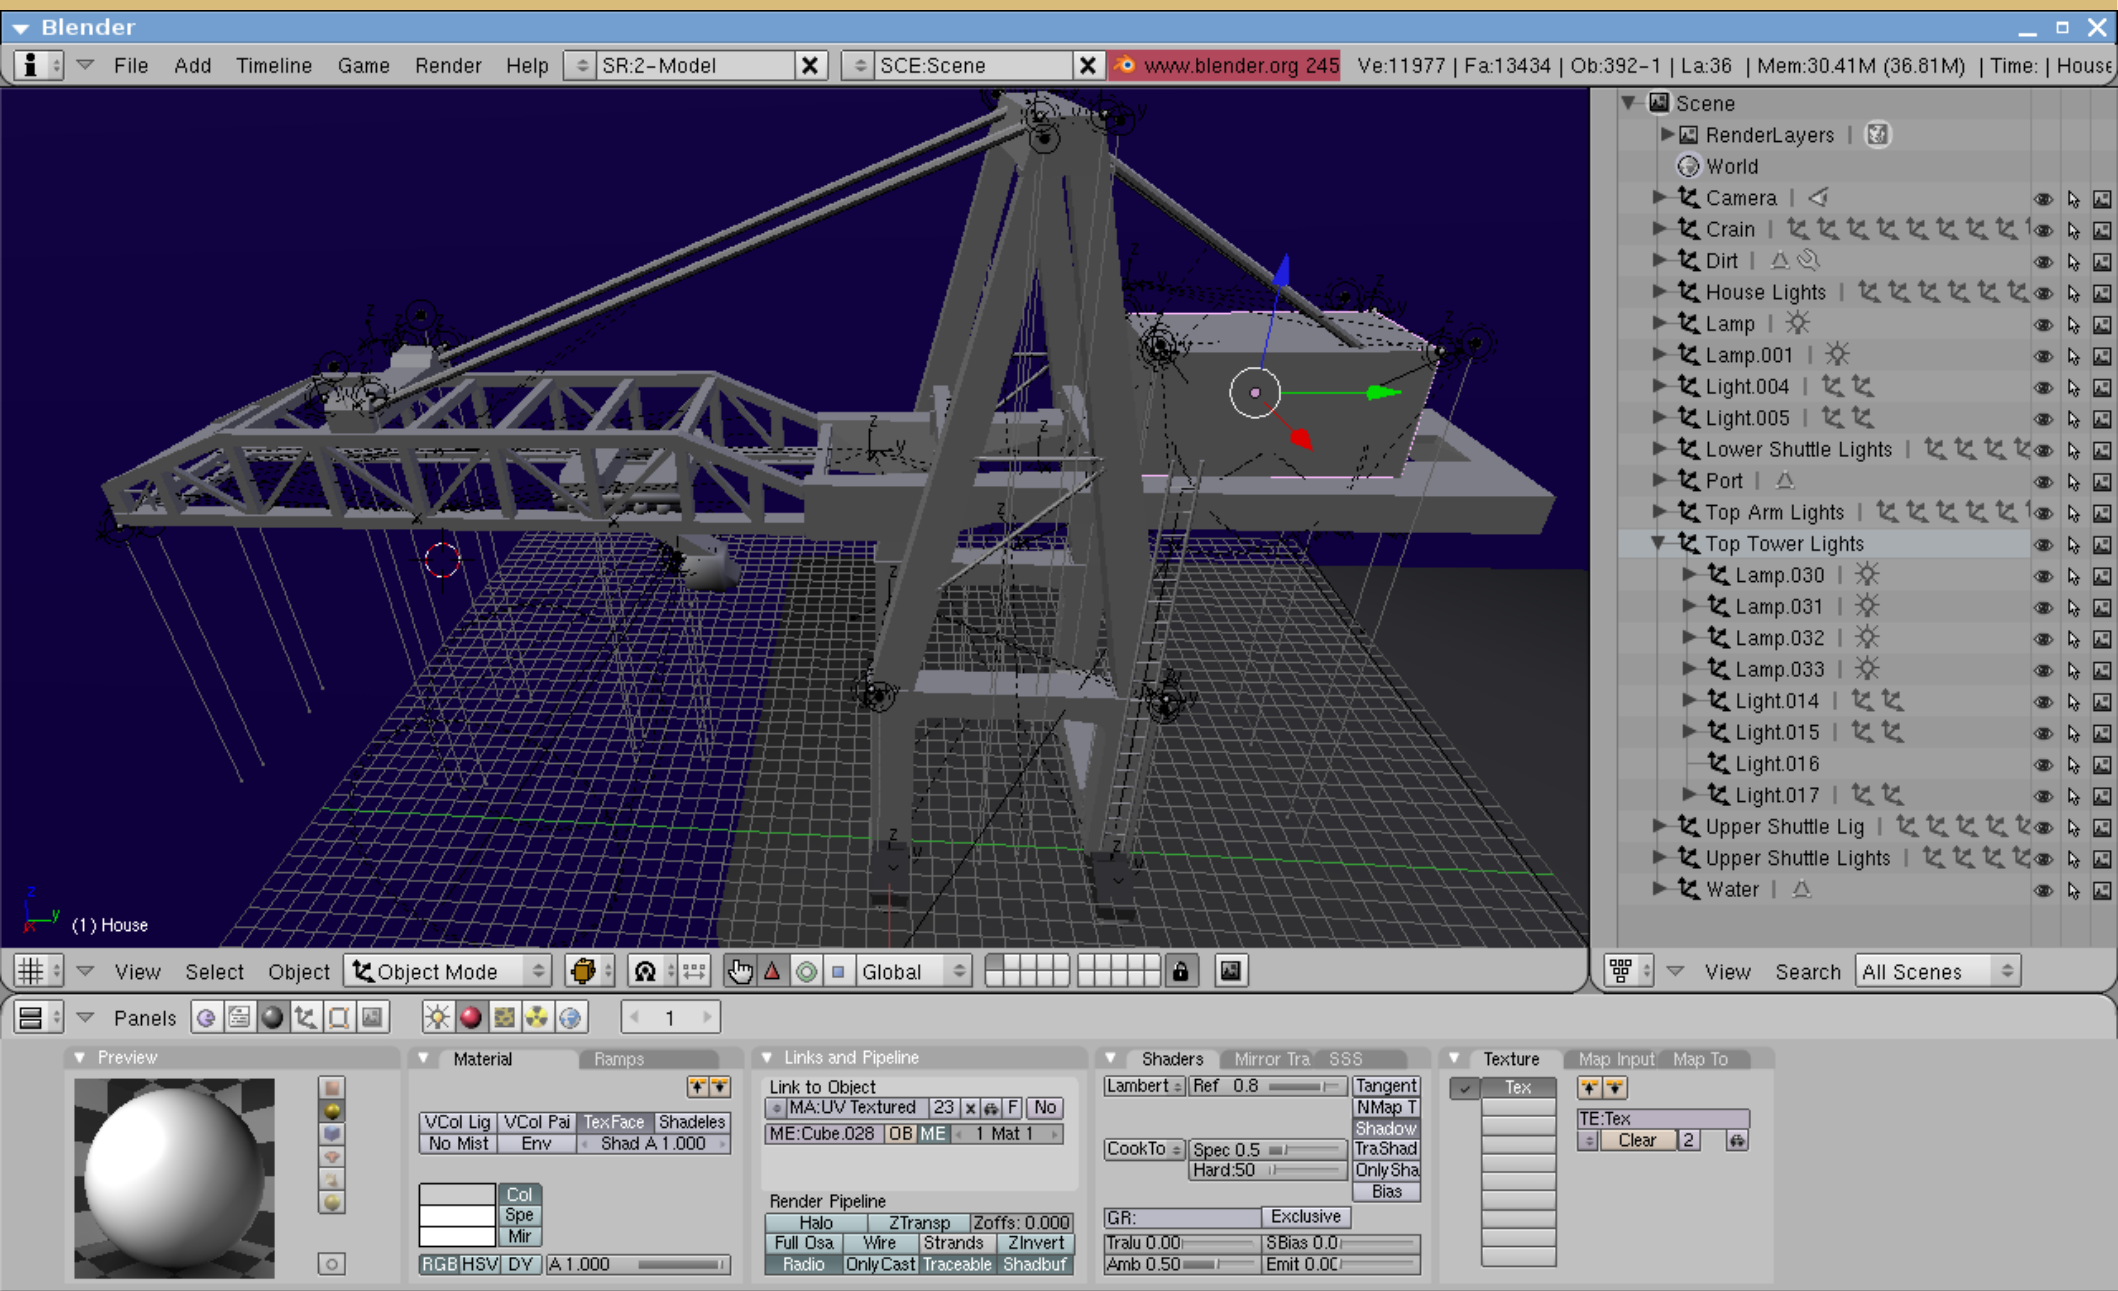 Blender
File Add Timeline Game Render Help SR:2-Model SCE:Scene www.blender.org 245 Ve:11977 | Fa:13434 | Ob:392-1 | La:36 | Mem:30.41M (36.81M) | Time: | House
Scene
RenderLayers |
World
Camera |
Crain |
Dirt |
House Lights |
Lamp |
Lamp.001 |
Light.004 |
Light.005 |
Lower Shuttle Lights |
Port |
Top Arm Lights |
Top Tower Lights
Lamp.030 |
Lamp.031 |
Lamp.032 |
Lamp.033 |
Light.014 |
Light.015 |
Light.016
Light.017 |
Upper Shuttle Lig |
Upper Shuttle Lights |
Water |
z
y
x
(1) House
View Select Object Object Mode Global
View Search All Scenes
Panels 1
Preview
Material Ramps
VCol Lig VCol Pai TexFace Shadeles
No Mist Env Shad A 1.000
Col
Spe
Mir
RGB HSV DY A 1.000
Links and Pipeline
Link to Object
MA:UV Textured 23 F No
ME:Cube.028 OB ME 1 Mat 1
Render Pipeline
Halo ZTransp Zoffs: 0.000
Full Osa Wire Strands ZInvert
Radio OnlyCast Traceable Shadbuf
Shaders Mirror Tra SSS
Lambert Ref 0.8 Tangent
NMap T
Shadow
CookTo Spec 0.5 TraShad
Hard:50 OnlySha
Bias
GR: Exclusive
Tralu 0.00 SBias 0.0
Amb 0.50 Emit 0.00
Texture Map Input Map To
Tex
TE:Tex
Clear 2